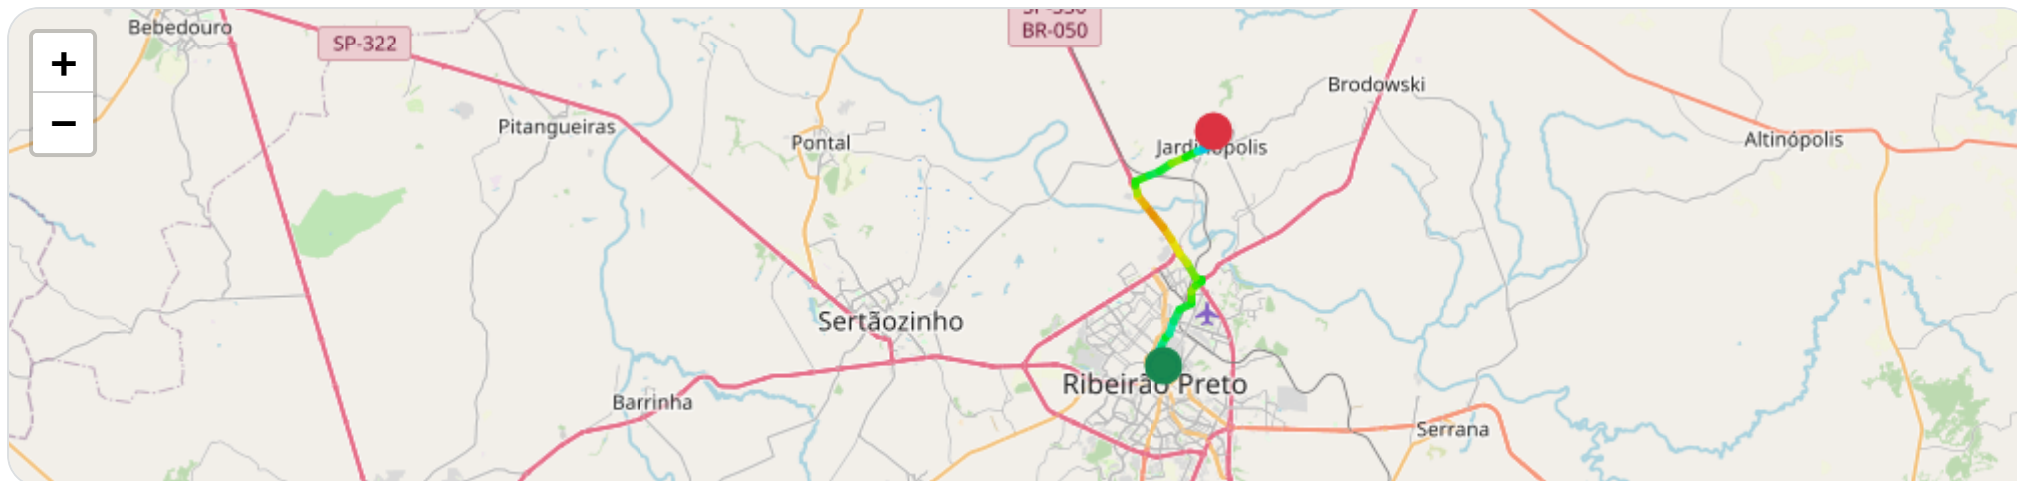 Bebedouro
SP-322
BR-050
+
−
Pitangueiras
Pontal
Brodowski
Jardinópolis
Altinópolis
Sertãozinho
Ribeirão Preto
Barrinha
Serrana